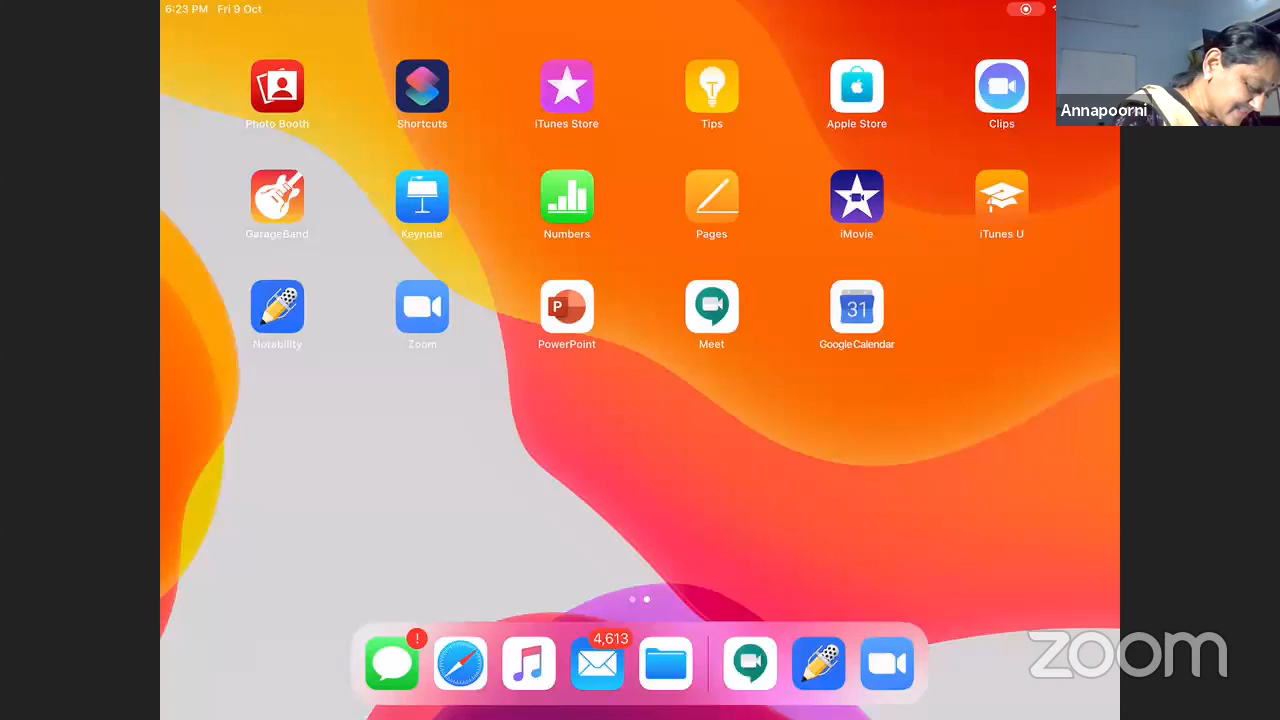 6:23 PM Fri 9 Oct
Annapoorni
Photo Booth
Shortcuts
iTunes Store
Tips
Apple Store
Clips
GarageBand
Keynote
Numbers
Pages
iMovie
iTunes U
Notability
Zoom
P
PowerPoint
Meet
31
Google Calendar
!
4,613
zoom